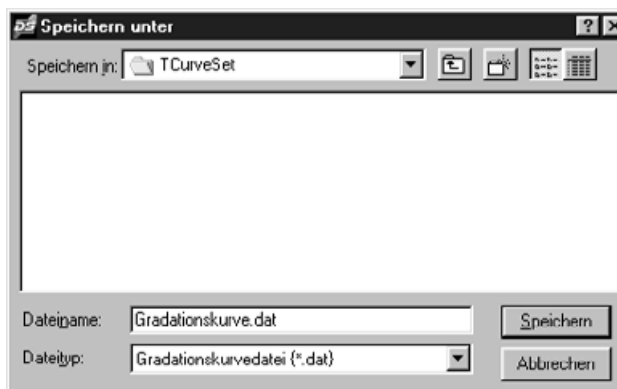 Speichern unter
Speichern in: TCurveSet
Dateiname: Gradationskurve.dat Speichern
Dateityp: Gradationskurvedatei {*.dat} Abbrechen